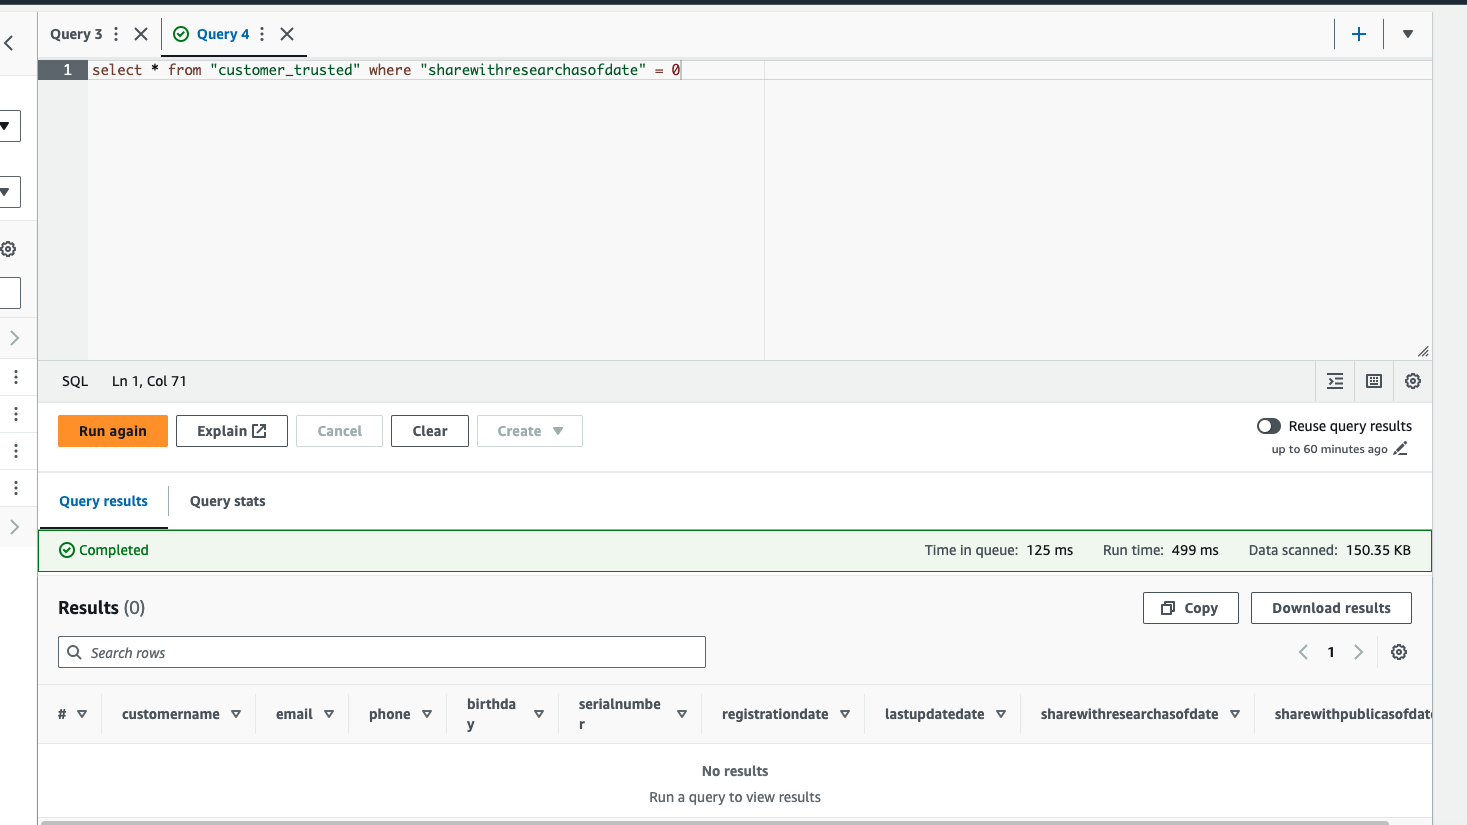 Query 3
Query 4
1 select * from "customer_trusted" where "sharewithresearchasofdate" = 0
SQL Ln 1, Col 71
Run again Explain Cancel Clear Create
Reuse query results
up to 60 minutes ago
Query results Query stats
Completed Time in queue: 125 ms Run time: 499 ms Data scanned: 150.35 KB
Results (0) Copy Download results
Search rows 1
# customername email phone birthday serialnumber registrationdate lastupdatedate sharewithresearchasofdate sharewithpublicasofdat
No results
Run a query to view results